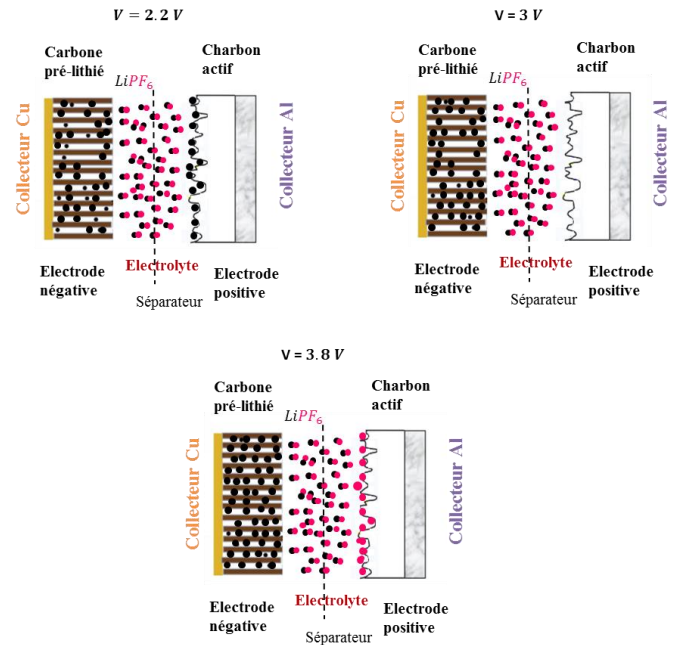 V = 2.2 V
Carbone
pré-lithié
Charbon
actif
LiPF6
Collecteur Cu
Collecteur Al
Electrode
négative
Electrolyte
Séparateur
Electrode
positive
V = 3 V
Carbone
pré-lithié
Charbon
actif
LiPF6
Collecteur Cu
Collecteur Al
Electrode
négative
Electrolyte
Séparateur
Electrode
positive
V = 3.8 V
Carbone
pré-lithié
Charbon
actif
LiPF6
Collecteur Cu
Collecteur Al
Electrode
négative
Electrolyte
Séparateur
Electrode
positive